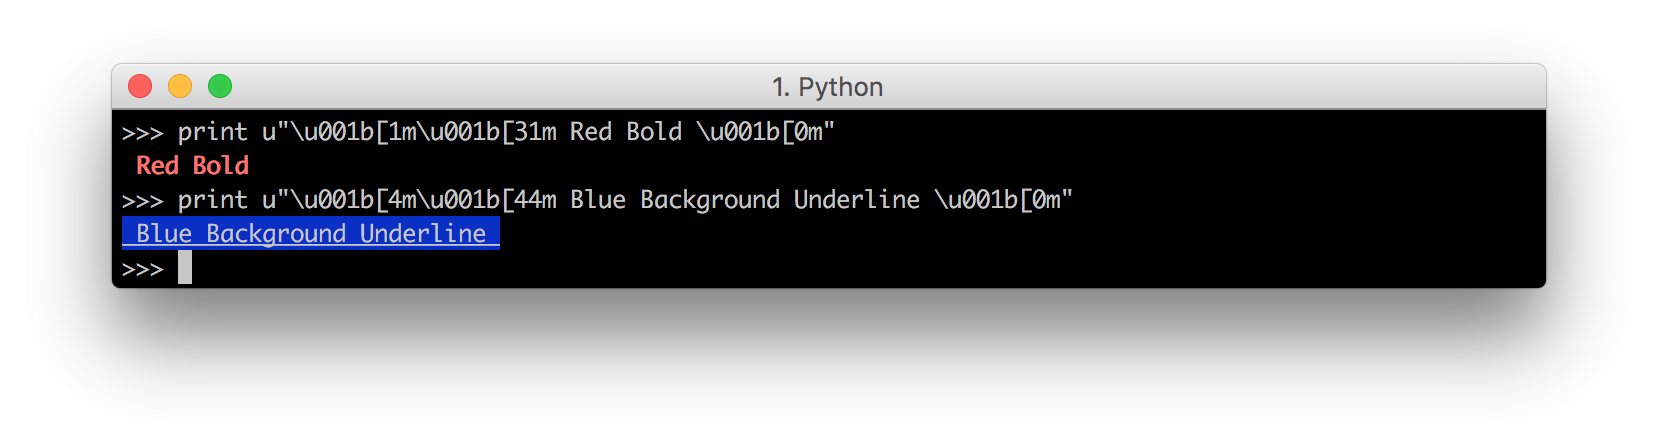 1. Python
>>> print u"\u001b[1m\u001b[31m Red Bold \u001b[0m"
Red Bold
>>> print u"\u001b[4m\u001b[44m Blue Background Underline \u001b[0m"
Blue Background Underline
>>>